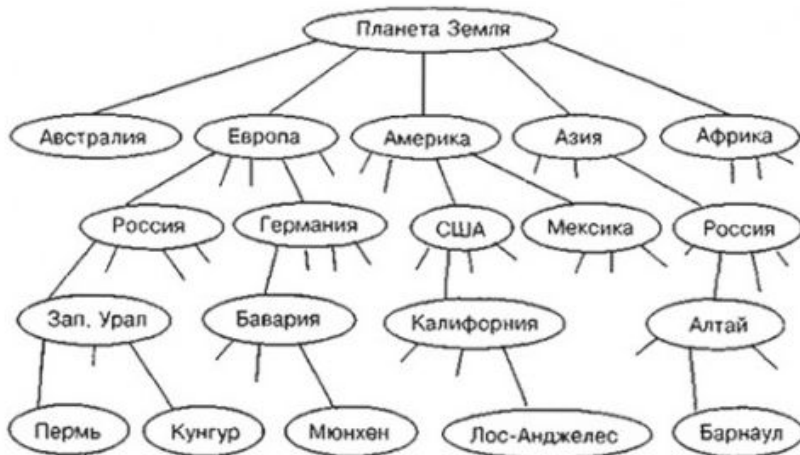 Планета Земля
Австралия Европа Америка Азия Африка
Россия Германия США Мексика Россия
Зап. Урал Бавария Калифорния Алтай
Пермь Кунгур Мюнхен Лос-Анджелес Барнаул